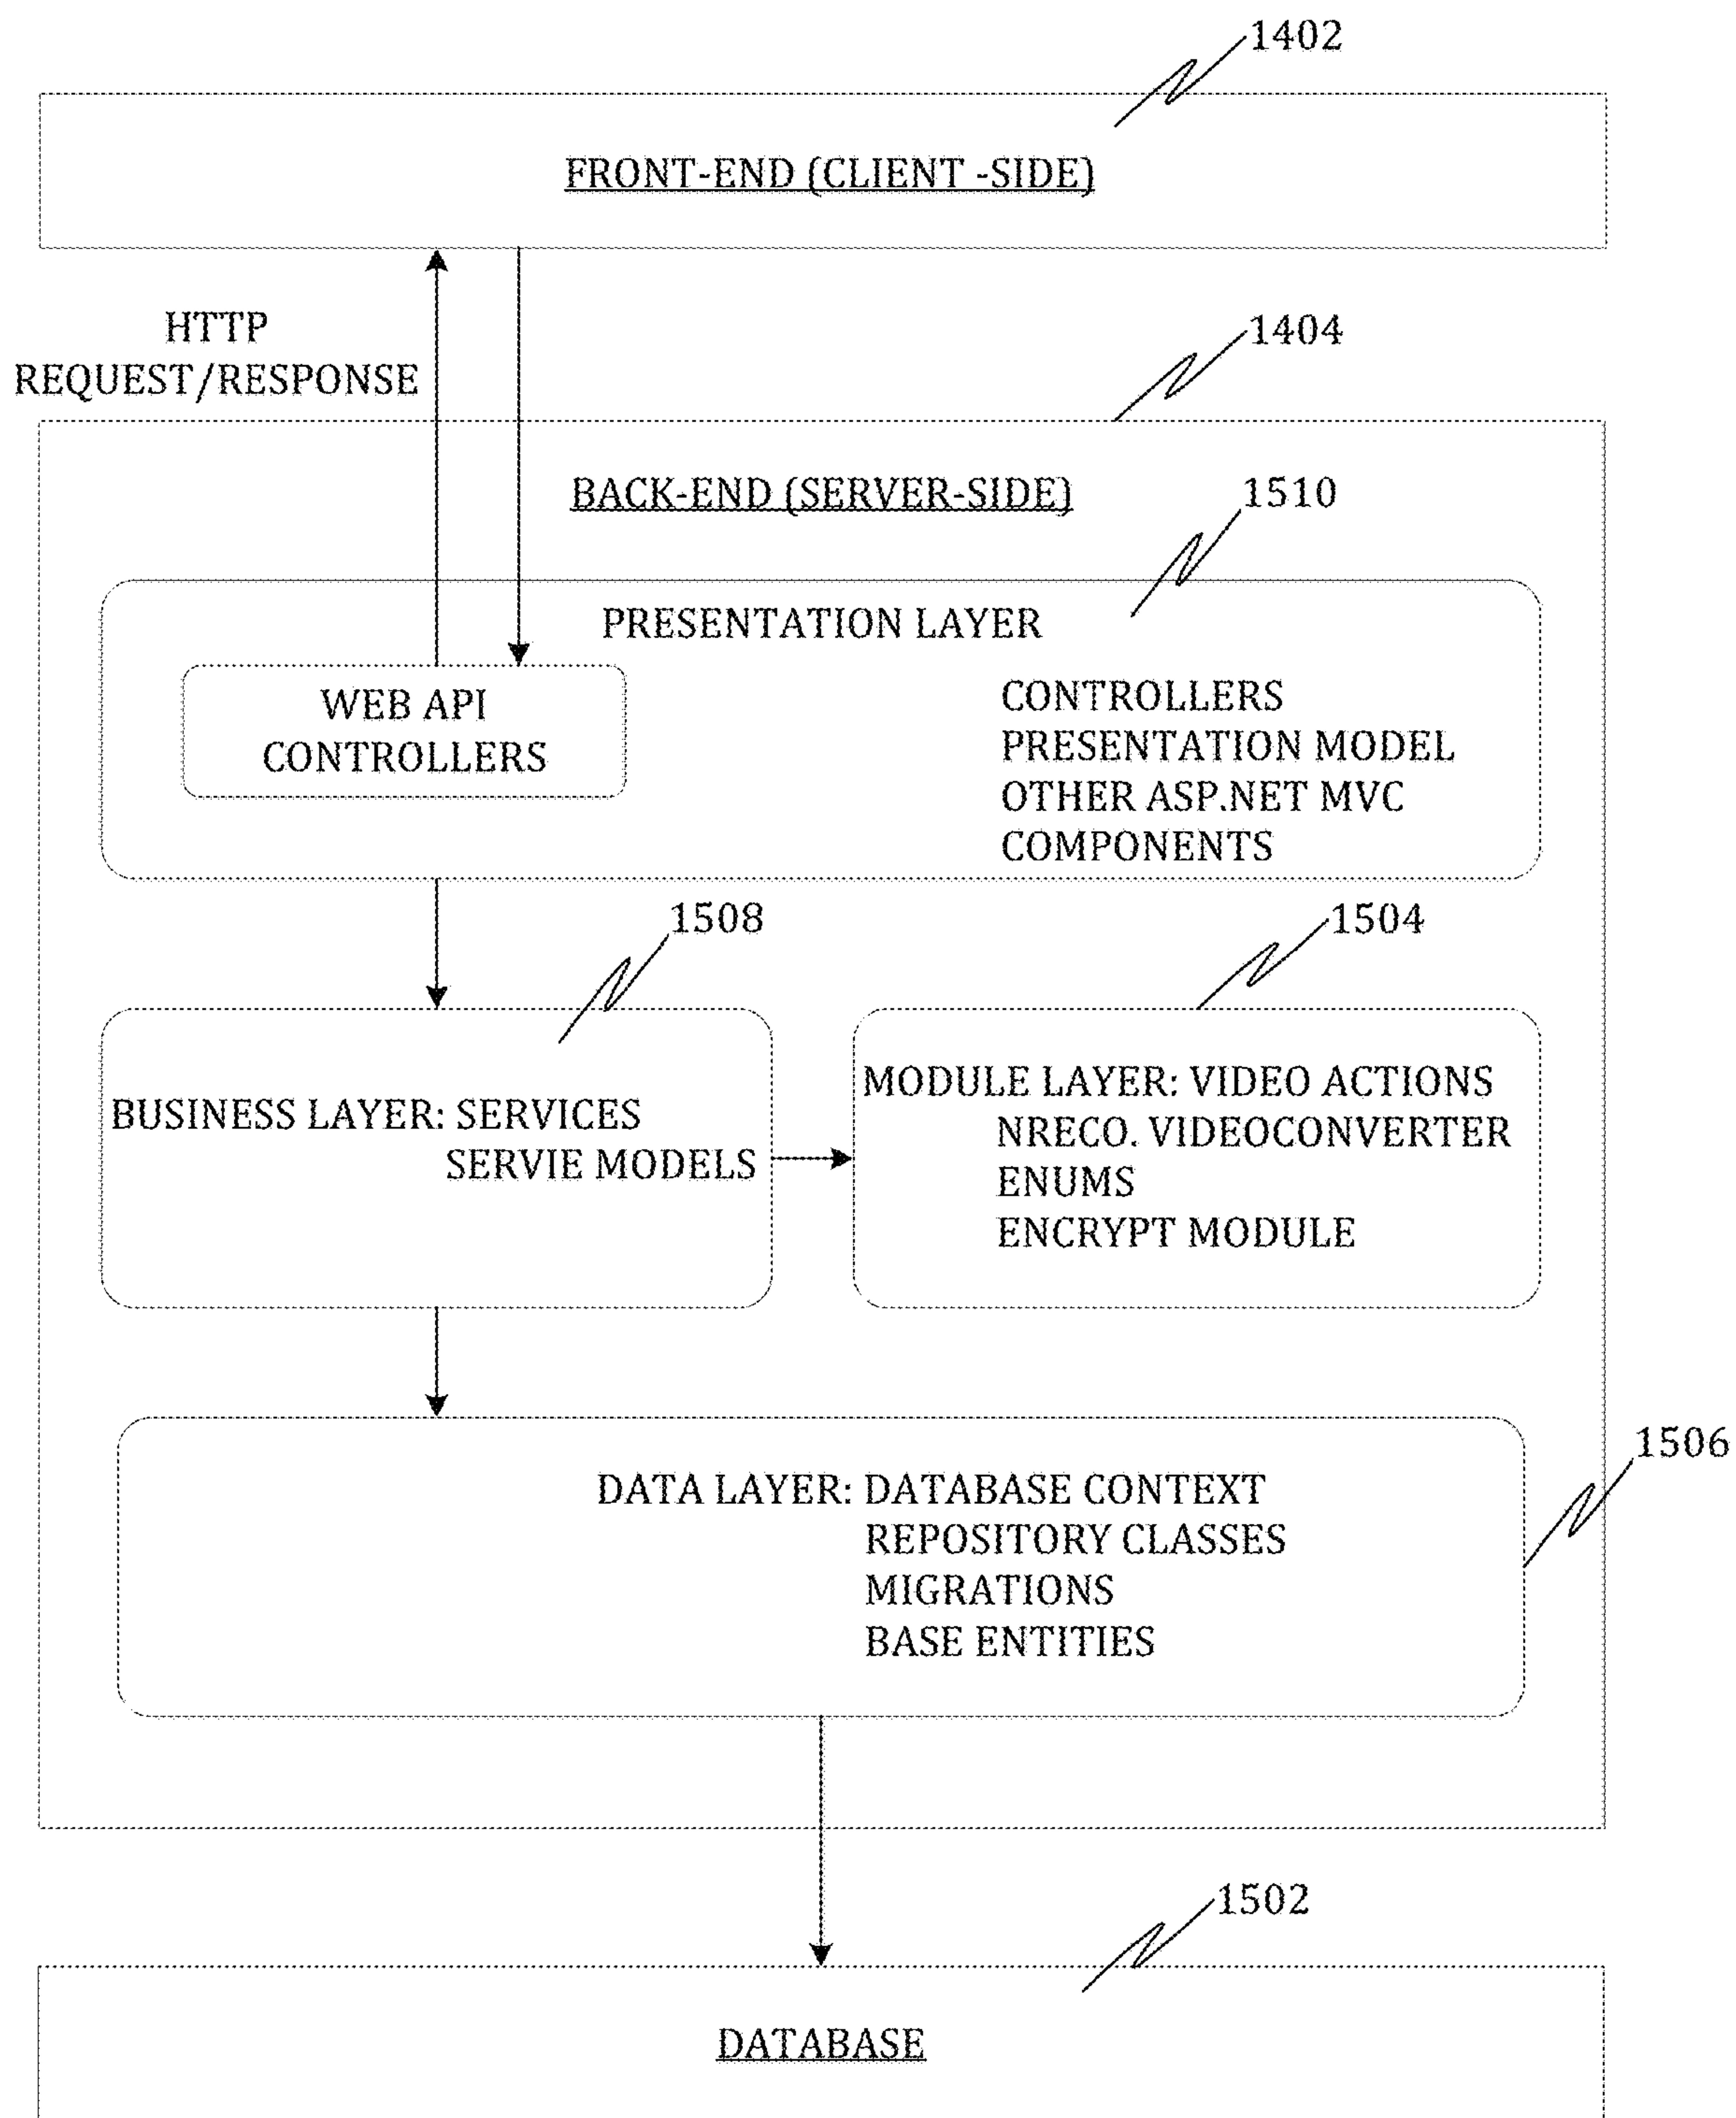 1402
FRONT-END (CLIENT -SIDE)
HTTP
REQUEST/RESPONSE
1404
BACK-END (SERVER-SIDE)
1510
PRESENTATION LAYER
WEB API
CONTROLLERS
CONTROLLERS
PRESENTATION MODEL
OTHER ASP.NET MVC
COMPONENTS
1508
1504
BUSINESS LAYER: SERVICES
SERVIE MODELS
MODULE LAYER: VIDEO ACTIONS
NRECO. VIDEOCONVERTER
ENUMS
ENCRYPT MODULE
1506
DATA LAYER: DATABASE CONTEXT
REPOSITORY CLASSES
MIGRATIONS
BASE ENTITIES
1502
DATABASE